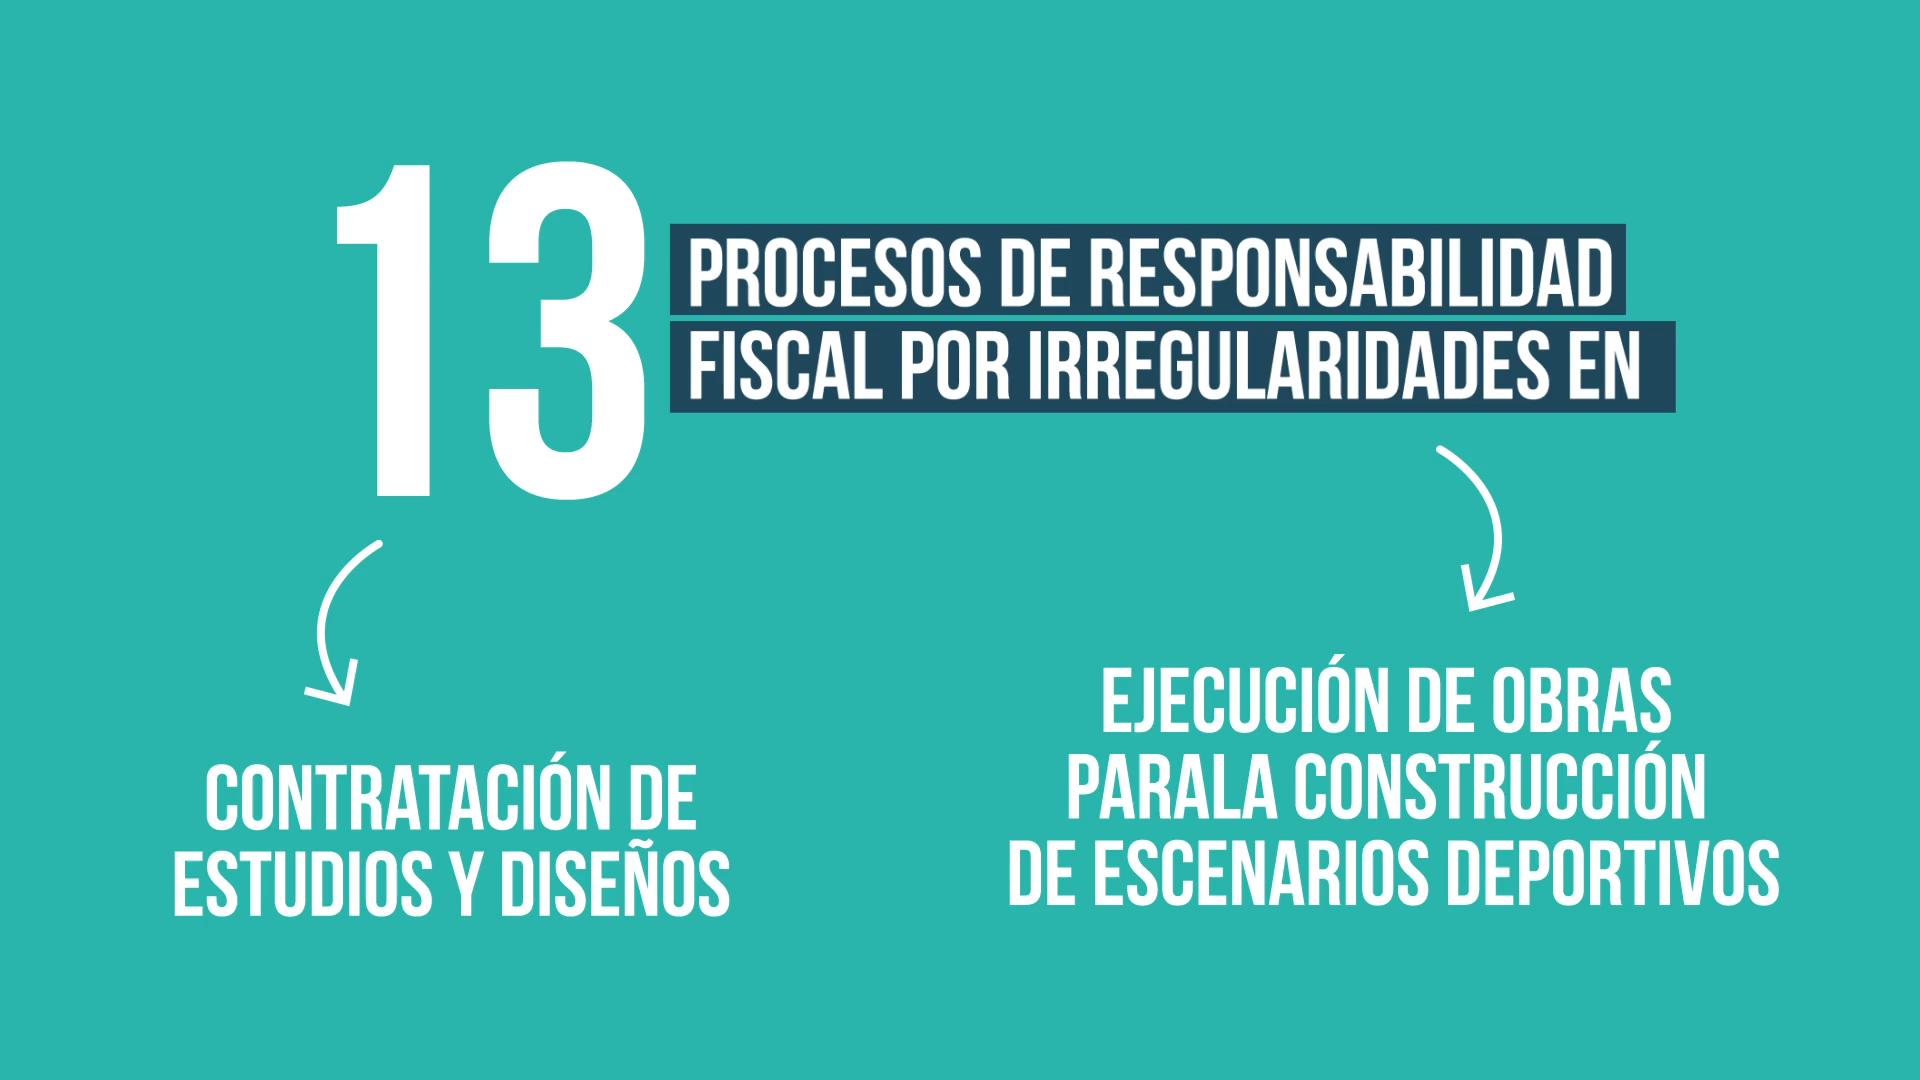 13
PROCESOS DE RESPONSABILIDAD
FISCAL POR IRREGULARIDADES EN
CONTRATACIÓN DE
ESTUDIOS Y DISEÑOS
EJECUCIÓN DE OBRAS
PARALA CONSTRUCCIÓN
DE ESCENARIOS DEPORTIVOS